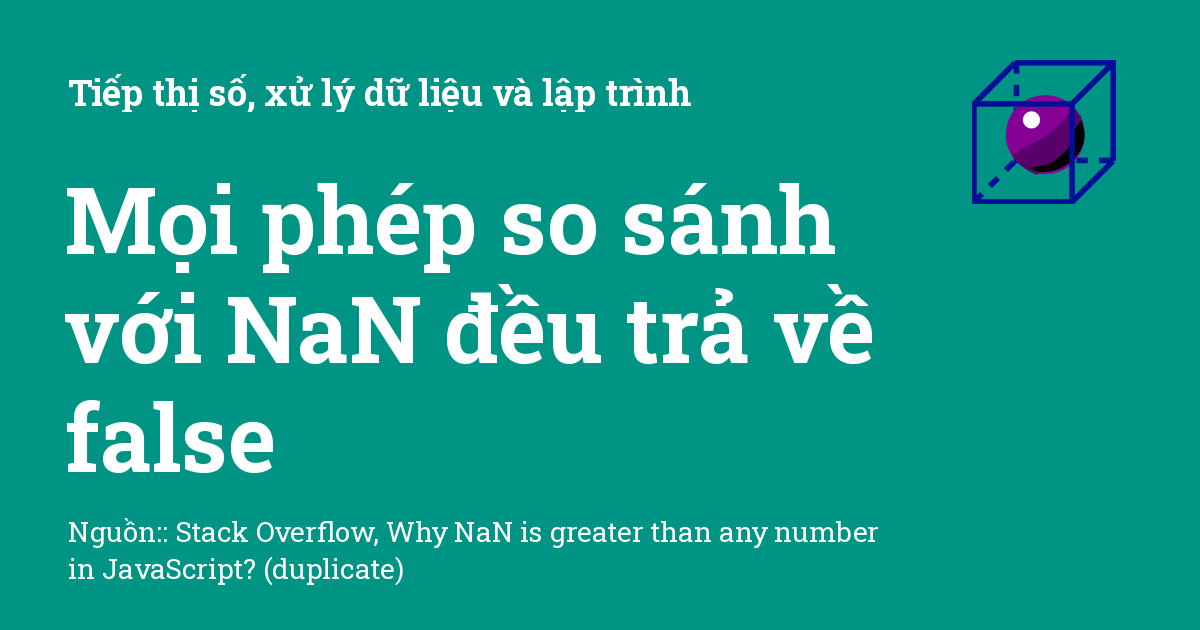 Tiếp thị số, xử lý dữ liệu và lập trình
Mọi phép so sánh
với NaN đều trả về
false
Nguồn:: Stack Overflow, Why NaN is greater than any number
in JavaScript? (duplicate)